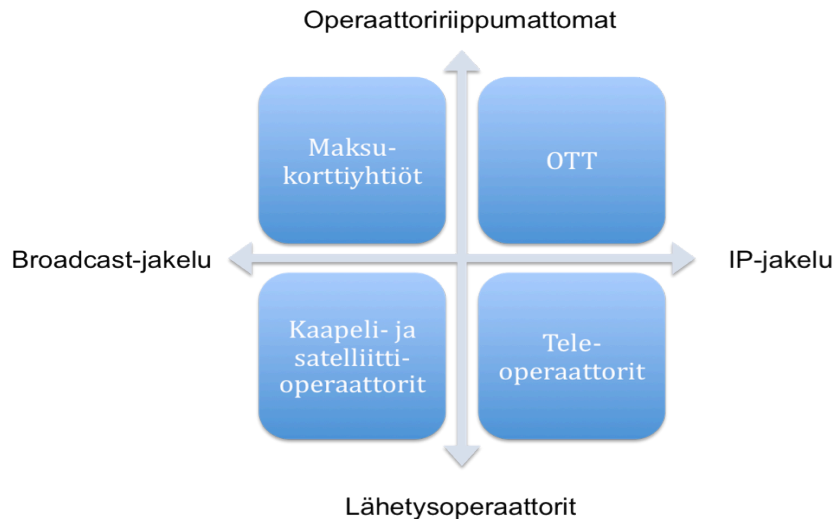 Operaattoririippumattomat
Maksu-
korttiyhtiöt
OTT
Broadcast-jakelu
IP-jakelu
Kaapeli- ja
satelliitti-
operaattorit
Tele-
operaattorit
Lähetysoperaattorit